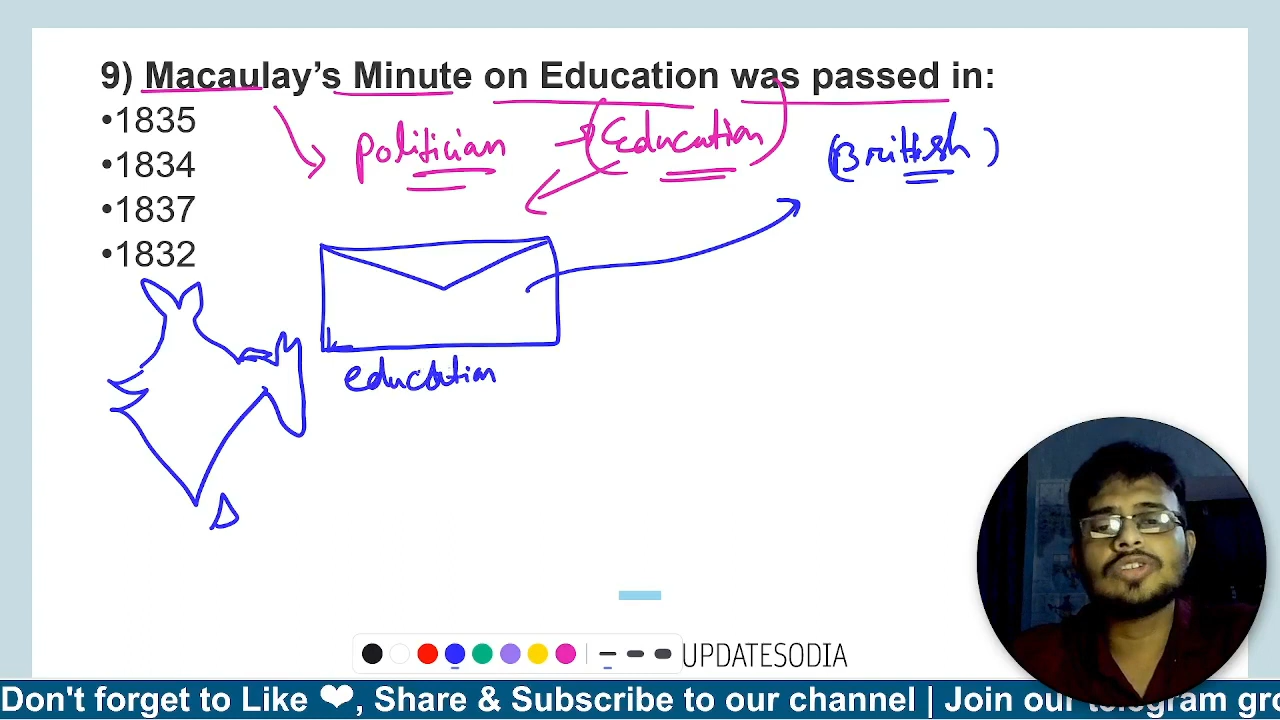 9) Macaulay's Minute on Education was passed in:
•1835
•1834
•1837
•1832
Politician (Education) (Brittish)
education
UPDATESODIA
Don't forget to Like ❤, Share & Subscribe to our channel | Join our telegram gro